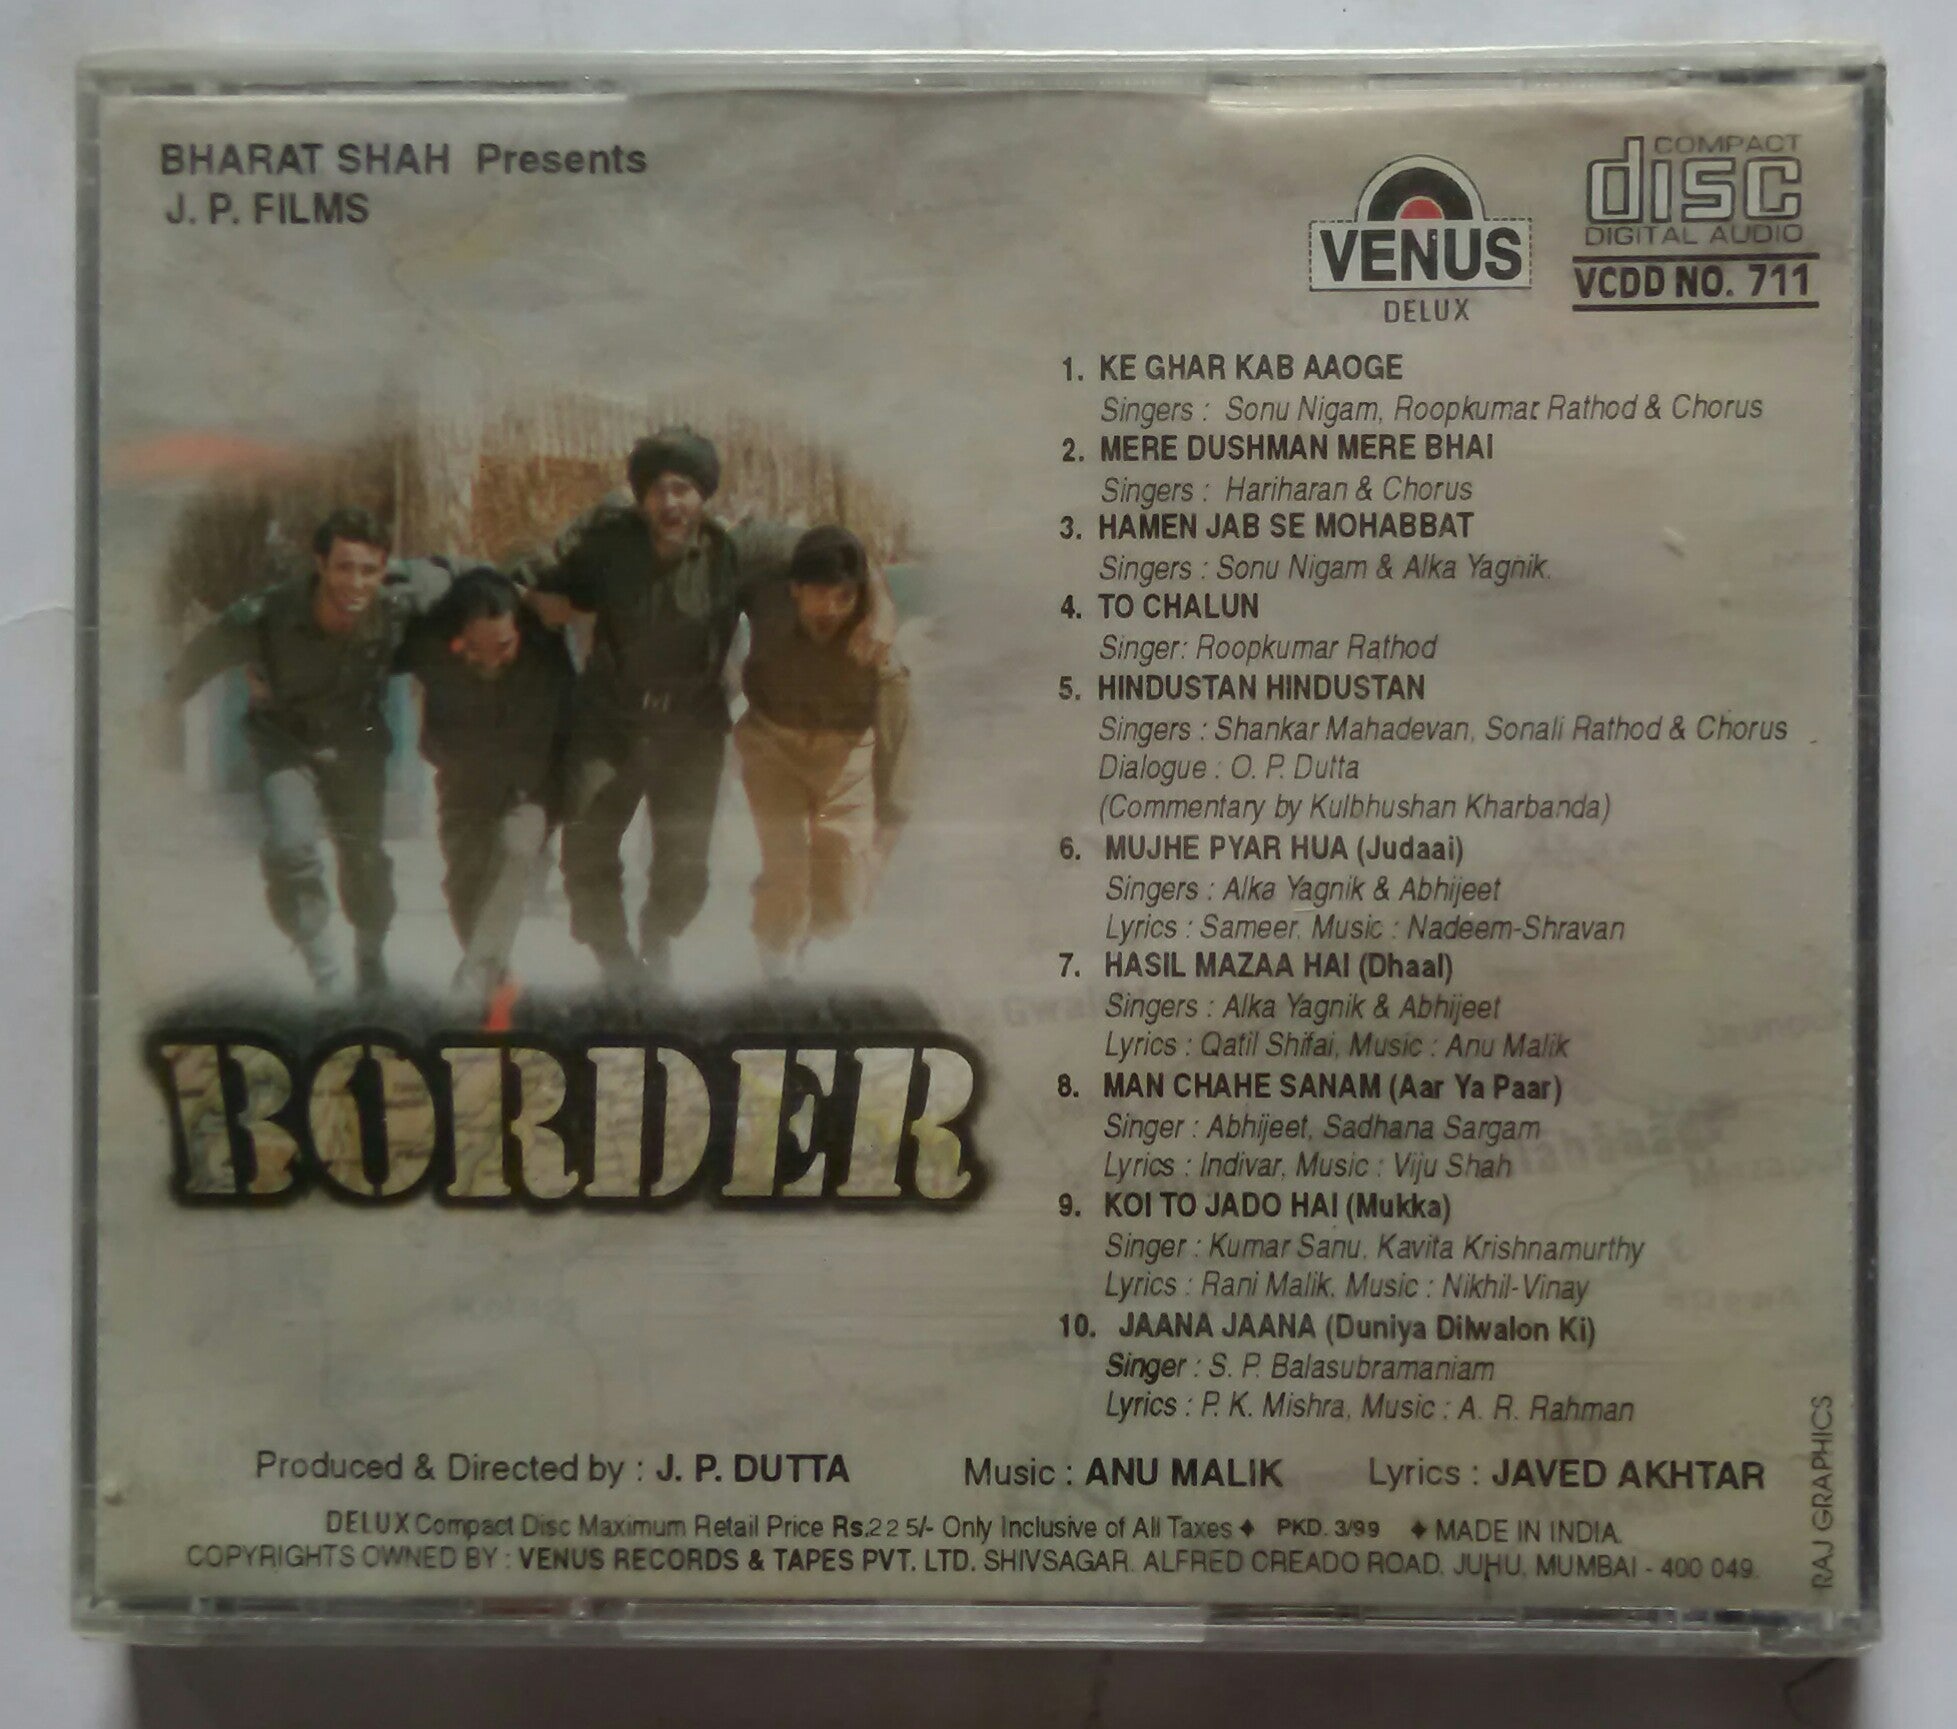 BHARAT SHAH Presents
J. P. FILMS
VENUS
DELUX
COMPACT
disc
DIGITAL AUDIO
VCDD NO. 711
1. KE GHAR KAB AAOGE
Singers : Sonu Nigam, Roopkumar Rathod & Chorus
2. MERE DUSHMAN MERE BHAI
Singers : Hariharan & Chorus
3. HAMEN JAB SE MOHABBAT
Singers : Sonu Nigam & Alka Yagnik.
4. TO CHALUN
Singer: Roopkumar Rathod
5. HINDUSTAN HINDUSTAN
Singers : Shankar Mahadevan, Sonali Rathod & Chorus
Dialogue : O. P. Dutta
(Commentary by Kulbhushan Kharbanda)
6. MUJHE PYAR HUA (Judaai)
Singers : Alka Yagnik & Abhijeet
Lyrics : Sameer, Music : Nadeem-Shravan
7. HASIL MAZAA HAI (Dhaal)
Singers : Alka Yagnik & Abhijeet
Lyrics : Qatil Shifai, Music : Anu Malik
8. MAN CHAHE SANAM (Aar Ya Paar)
Singer : Abhijeet, Sadhana Sargam
Lyrics : Indivar, Music : Viju Shah
9. KOI TO JADO HAI (Mukka)
Singer : Kumar Sanu, Kavita Krishnamurthy
Lyrics : Rani Malik, Music : Nikhil-Vinay
10. JAANA JAANA (Duniya Dilwalon Ki)
Singer : S. P. Balasubramaniam
Lyrics : P. K. Mishra, Music : A. R. Rahman
BORDER
Produced & Directed by : J. P. DUTTA Music : ANU MALIK Lyrics : JAVED AKHTAR
DELUX Compact Disc Maximum Retail Price Rs.225/- Only Inclusive of All Taxes ♦ PKD. 3/99 ♦ MADE IN INDIA.
COPYRIGHTS OWNED BY : VENUS RECORDS & TAPES PVT. LTD. SHIVSAGAR, ALFRED CREADO ROAD, JUHU, MUMBAI - 400 049.
RAJ GRAPHICS